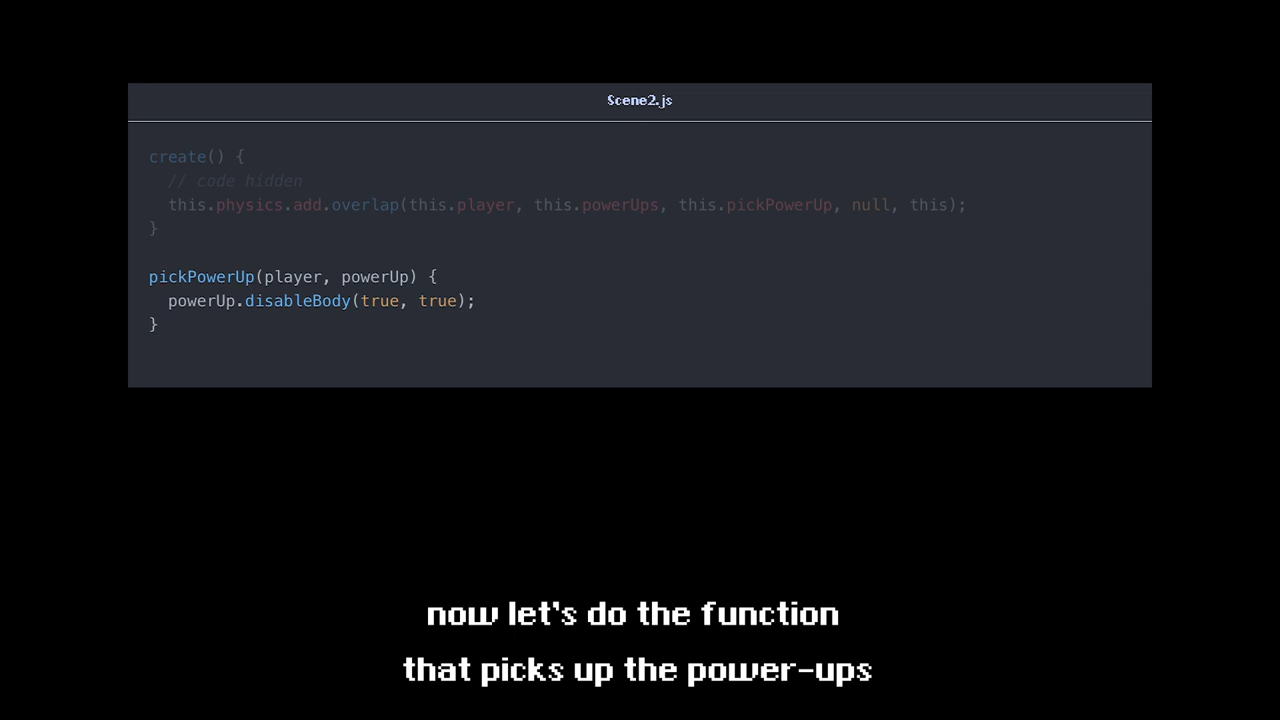 Scene2.js
create() {
// code hidden
this.physics.add.overlap(this.player, this.powerUps, this.pickPowerUp, null, this);
}
pickPowerUp(player, powerUp) {
powerUp.disableBody(true, true);
}
now let's do the function
that picks up the power-ups